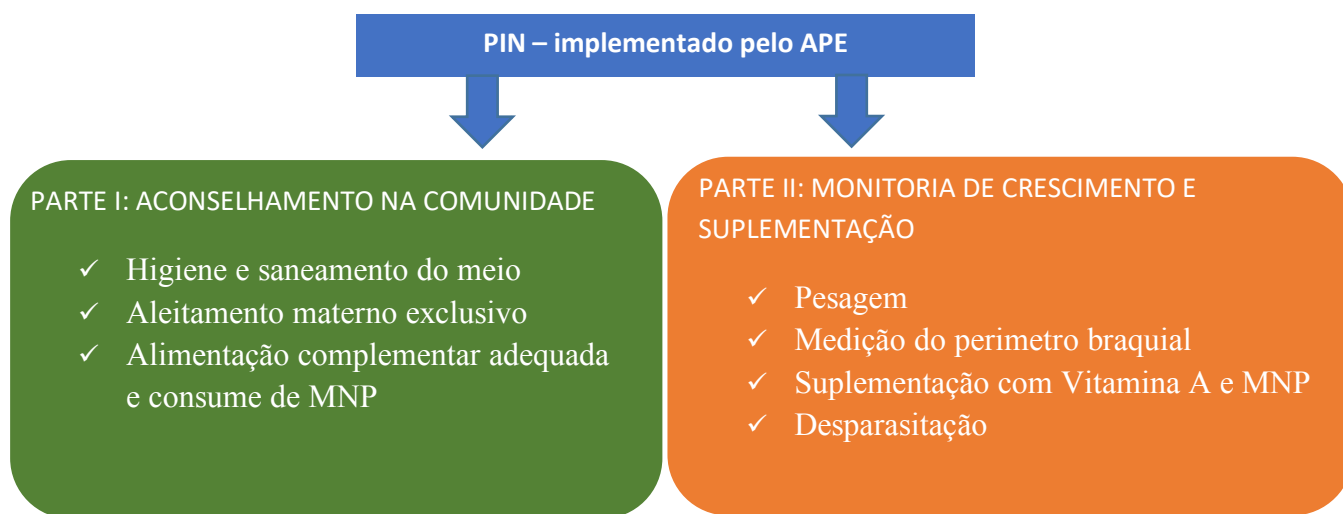 PIN – implementado pelo APE
PARTE I: ACONSELHAMENTO NA COMUNIDADE
✓ Higiene e saneamento do meio
✓ Aleitamento materno exclusivo
✓ Alimentação complementar adequada
e consume de MNP
PARTE II: MONITORIA DE CRESCIMENTO E
SUPLEMENTAÇÃO
✓ Pesagem
✓ Medição do perimetro braquial
✓ Suplementação com Vitamina A e MNP
✓ Desparasitação